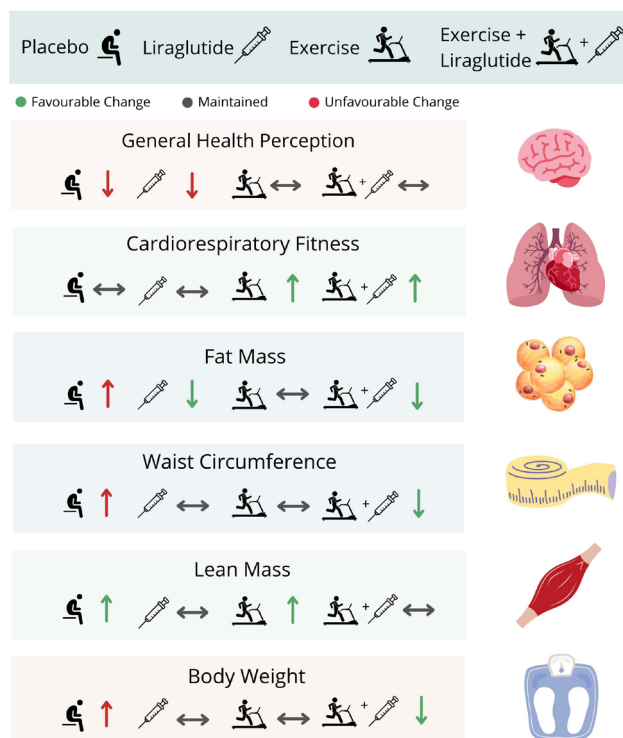 Placebo
Liraglutide
Exercise
Exercise +
Liraglutide
+
Favourable Change
Maintained
Unfavourable Change
General Health Perception
+
Cardiorespiratory Fitness
+
Fat Mass
+
Waist Circumference
+
Lean Mass
+
Body Weight
+